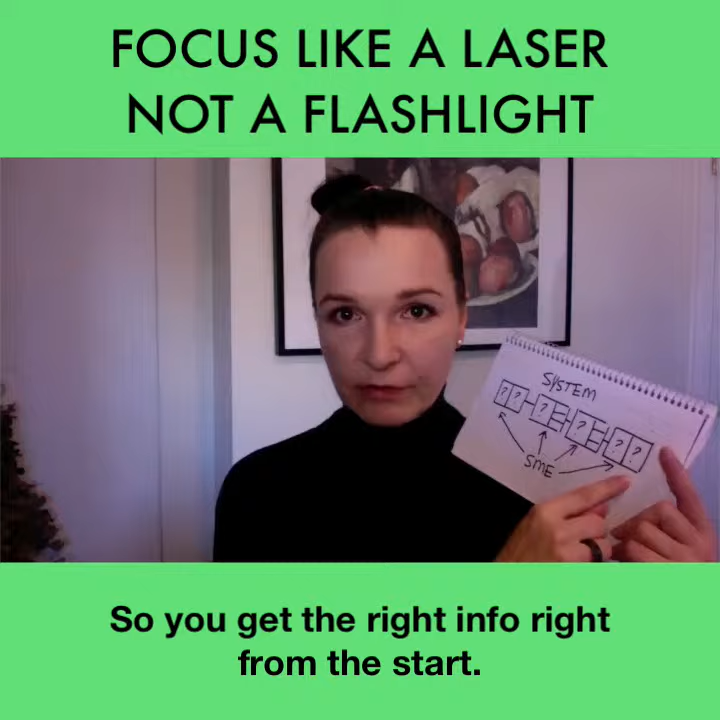 FOCUS LIKE A LASER
NOT A FLASHLIGHT
SYSTEM
? ? ? ? ? ?
SME
So you get the right info right
from the start.